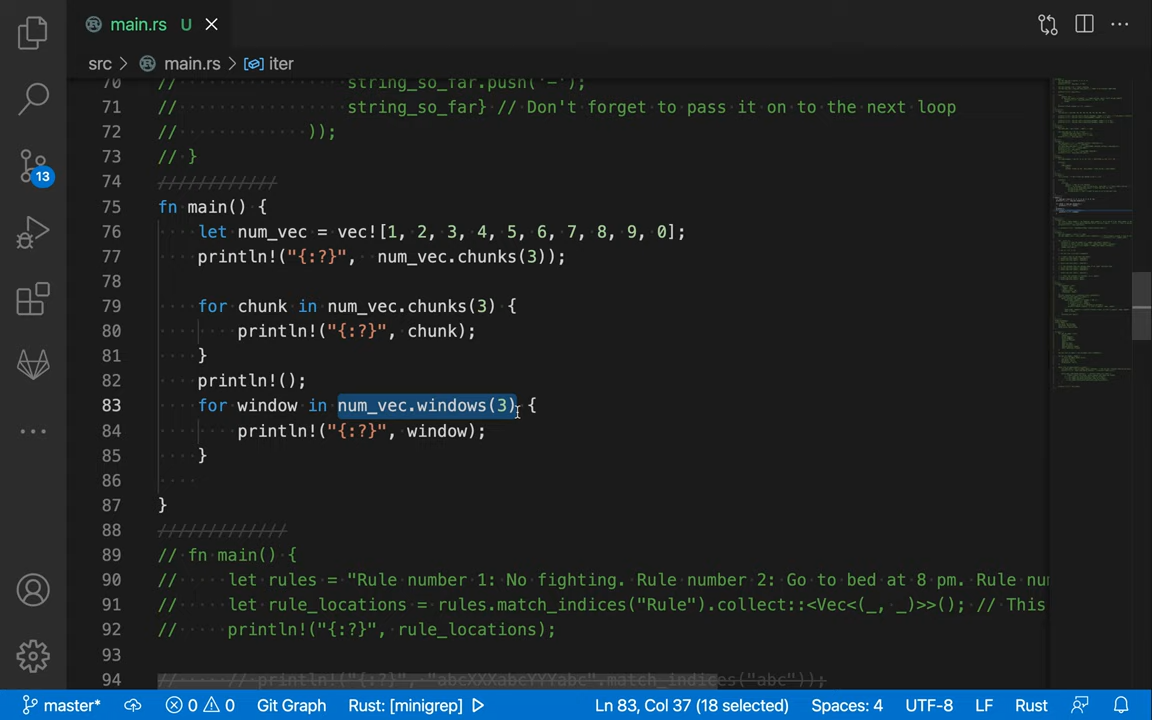 main.rs U
src > main.rs > iter
70 // string_so_far.push('-');
71 // string_so_far} // Don't forget to pass it on to the next loop
72 // ));
73 // }
74 ////////////
75 fn main() {
76 let num_vec = vec![1, 2, 3, 4, 5, 6, 7, 8, 9, 0];
77 println!("{:?}", num_vec.chunks(3));
78
79 for chunk in num_vec.chunks(3) {
80 println!("{:?}", chunk);
81 }
82 println!();
83 for window in num_vec.windows(3) {
84 println!("{:?}", window);
85 }
86
87 }
88 /////////////
89 // fn main() {
90 // let rules = "Rule number 1: No fighting. Rule number 2: Go to bed at 8 pm. Rule nu
91 // let rule_locations = rules.match_indices("Rule").collect::<Vec<(_, _)>>(); // This
92 // println!("{:?}", rule_locations);
93
94 // // println!("{:?}", "abcXXXabcYYYabc".match_indices("abc"));
13
master* 0 0 Git Graph Rust: [minigrep] Ln 83, Col 37 (18 selected) Spaces: 4 UTF-8 LF Rust